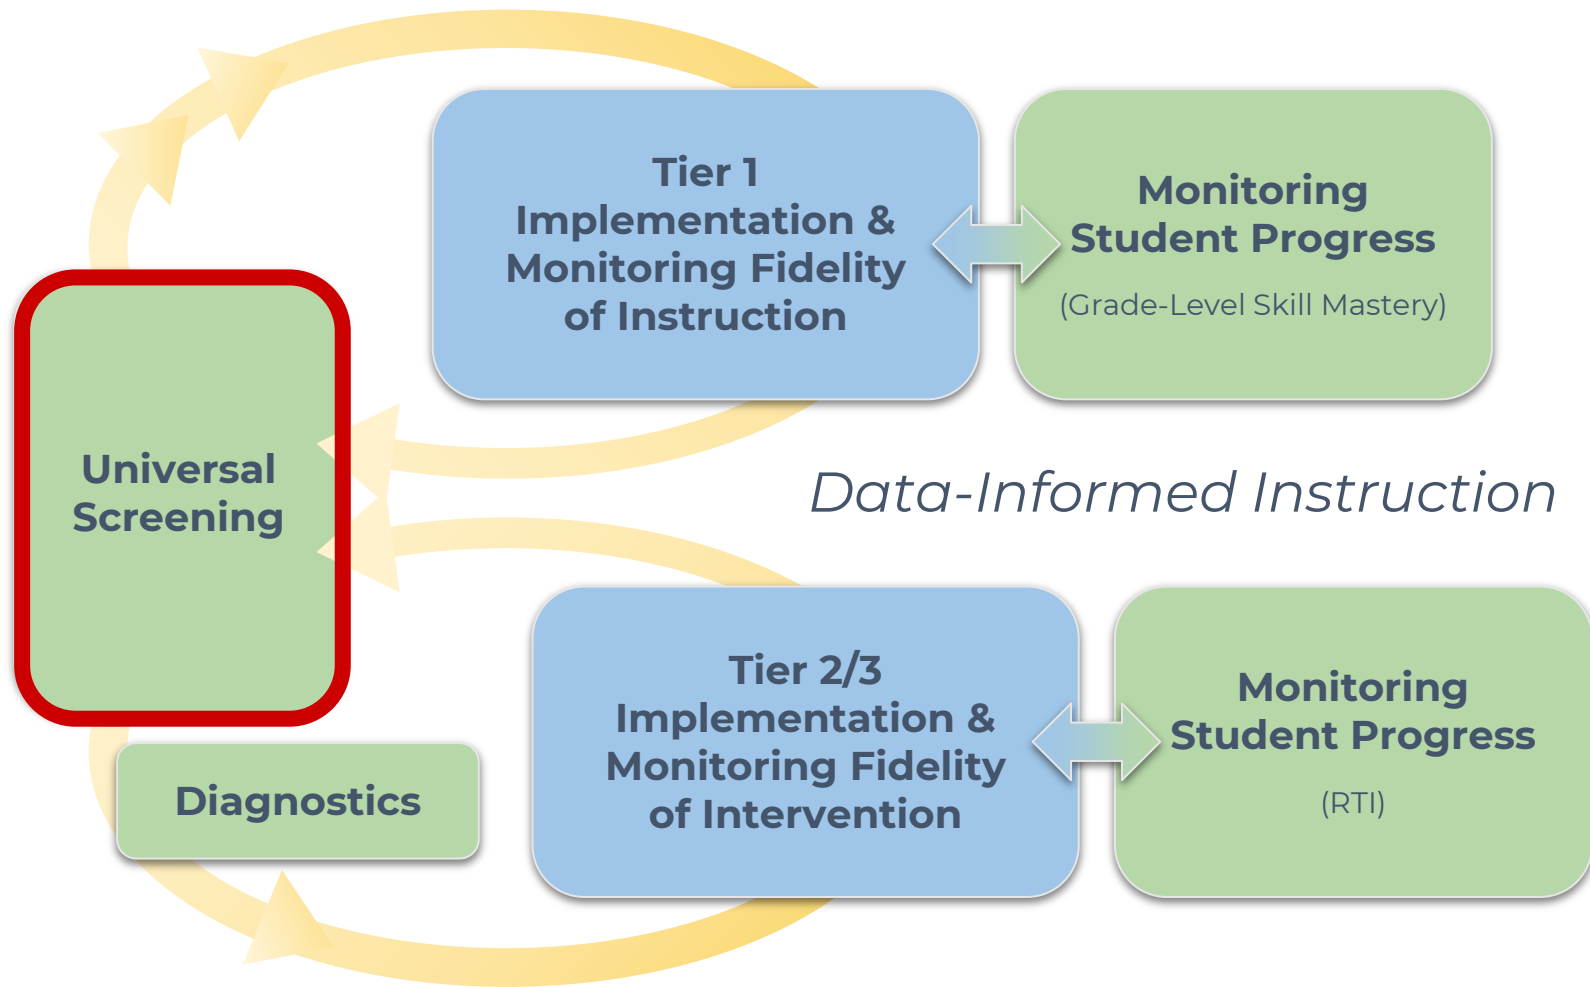 Tier 1
Implementation &
Monitoring Fidelity
of Instruction
Monitoring
Student Progress
(Grade-Level Skill Mastery)
Universal
Screening
Data-Informed Instruction
Tier 2/3
Implementation &
Monitoring Fidelity
of Intervention
Monitoring
Student Progress
(RTI)
Diagnostics